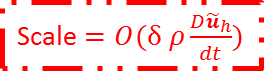 Scale = O(δ ρ Dũₕ/dt)